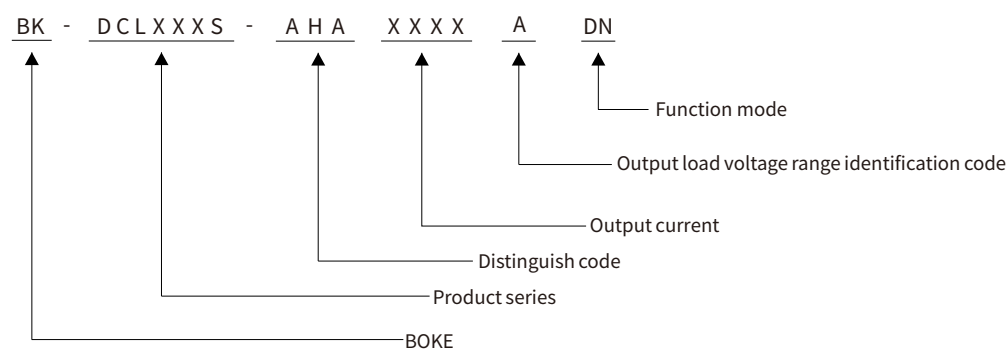 BK - DCLXXXS - AHA XXXX A DN
Function mode
Output load voltage range identification code
Output current
Distinguish code
Product series
BOKE